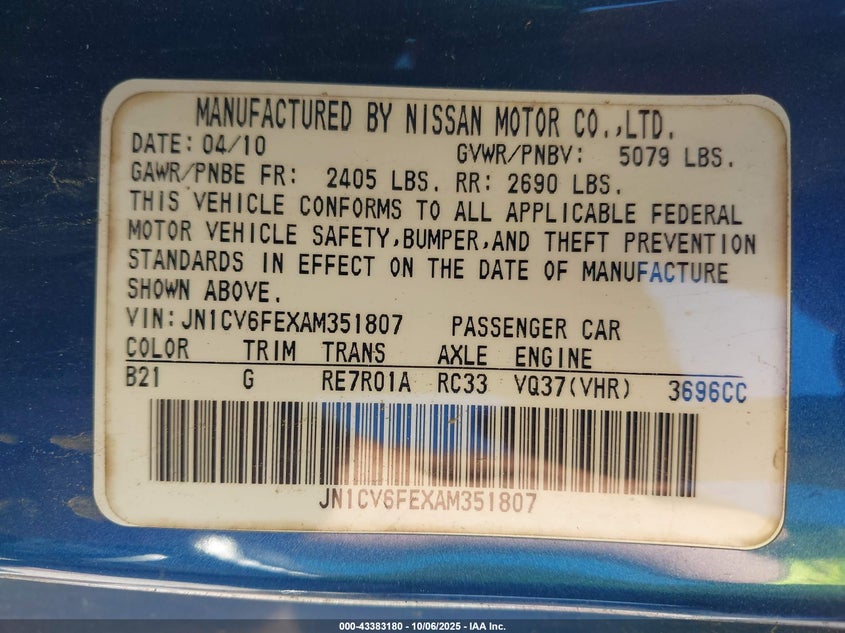 MANUFACTURED BY NISSAN MOTOR CO.,LTD.
DATE: 04/10 GVWR/PNBV: 5079 LBS.
GAWR/PNBE FR: 2405 LBS. RR: 2690 LBS.
THIS VEHICLE CONFORMS TO ALL APPLICABLE FEDERAL
MOTOR VEHICLE SAFETY,BUMPER,AND THEFT PREVENTION
STANDARDS IN EFFECT ON THE DATE OF MANUFACTURE
SHOWN ABOVE.
VIN:JN1CV6FEXAM351807 PASSENGER CAR
COLOR TRIM TRANS AXLE ENGINE
B21 G RE7R01A RC33 VQ37(VHR) 3696CC
JN1CV6FEXAM351807
000-43383180 - 10/06/2025 - IAA Inc.